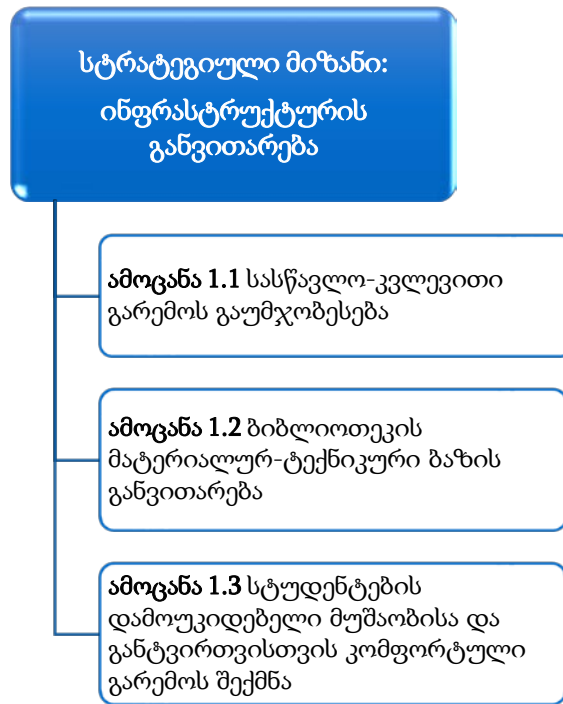 სტრატეგიული მიზანი:
ინფრასტრუქტურის
განვითარება
ამოცანა 1.1 სასწავლო-კვლევითი
გარემოს გაუმჯობესება
ამოცანა 1.2 ბიბლიოთეკის
მატერიალურ-ტექნიკური ბაზის
განვითარება
ამოცანა 1.3 სტუდენტების
დამოუკიდებელი მუშაობისა და
განტვირთვისთვის კომფორტული
გარემოს შექმნა